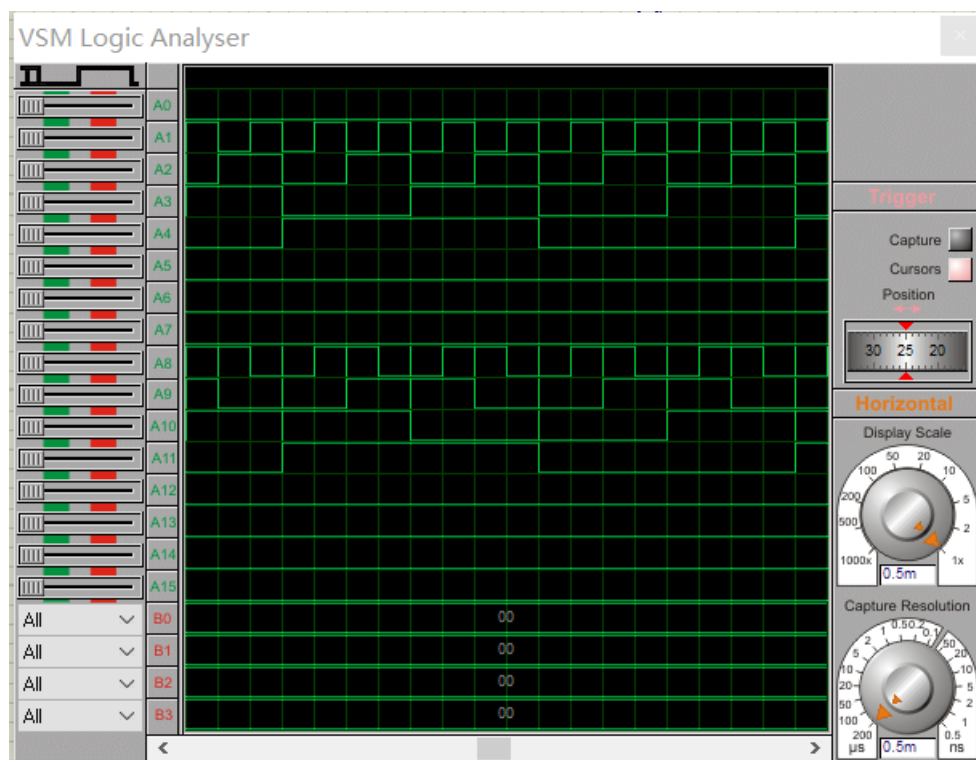 VSM Logic Analyser
A0
A1
A2
A3
A4
A5
A6
A7
A8
A9
A10
A11
A12
A13
A14
A15
All B0 00
All B1 00
All B2 00
All B3 00
Trigger
Capture
Cursors
Position
30 25 20
Horizontal
Display Scale
1000x 500 200 100 50 20 10 5 2 1x
0.5m
Capture Resolution
200 100 50 20 10 5 2 1 0.5 0.2 0.1 50 20 10 5 2 1 0.5
µs 0.5m ns